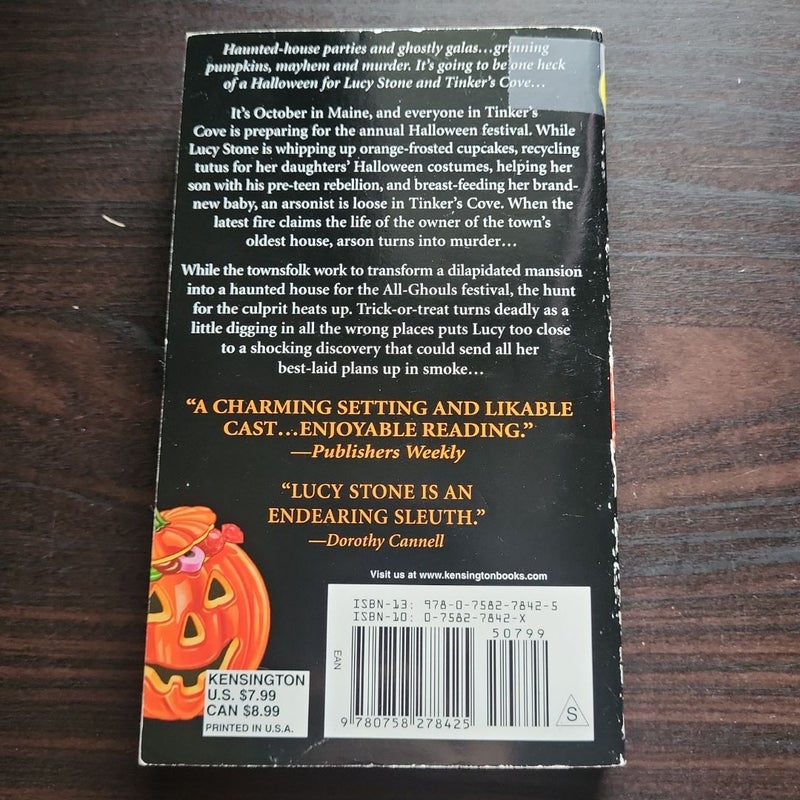 Haunted-house parties and ghostly galas...grinning
pumpkins, mayhem and murder. It's going to be one heck
of a Halloween for Lucy Stone and Tinker's Cove...
It's October in Maine, and everyone in Tinker's
Cove is preparing for the annual Halloween festival. While
Lucy Stone is whipping up orange-frosted cupcakes, recycling
tutus for her daughters' Halloween costumes, helping her
son with his pre-teen rebellion, and breast-feeding her brand-
new baby, an arsonist is loose in Tinker's Cove. When the
latest fire claims the life of the owner of the town's
oldest house, arson turns into murder...
While the townsfolk work to transform a dilapidated mansion
into a haunted house for the All-Ghouls festival, the hunt
for the culprit heats up. Trick-or-treat turns deadly as a
little digging in all the wrong places puts Lucy too close
to a shocking discovery that could send all her
best-laid plans up in smoke...
"A CHARMING SETTING AND LIKABLE
CAST...ENJOYABLE READING."
—Publishers Weekly
"LUCY STONE IS AN
ENDEARING SLEUTH."
—Dorothy Cannell
Visit us at www.kensingtonbooks.com
ISBN-13: 978-0-7582-7842-5
ISBN-10: 0-7582-7842-X
50799
EAN
9 780758 278425
S
KENSINGTON
U.S. $7.99
CAN $8.99
PRINTED IN U.S.A.